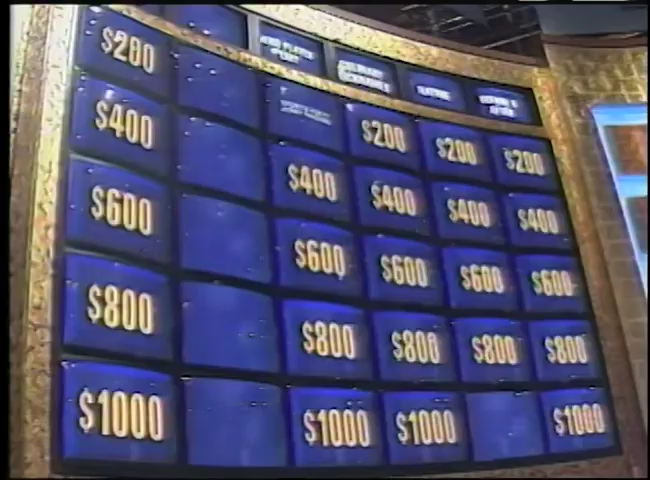 $200
$200 $200 $200
$400
$400 $400 $400 $400
$600
$600 $600 $600 $600
$800
$800 $800 $800 $800
$1000
$1000 $1000 $1000